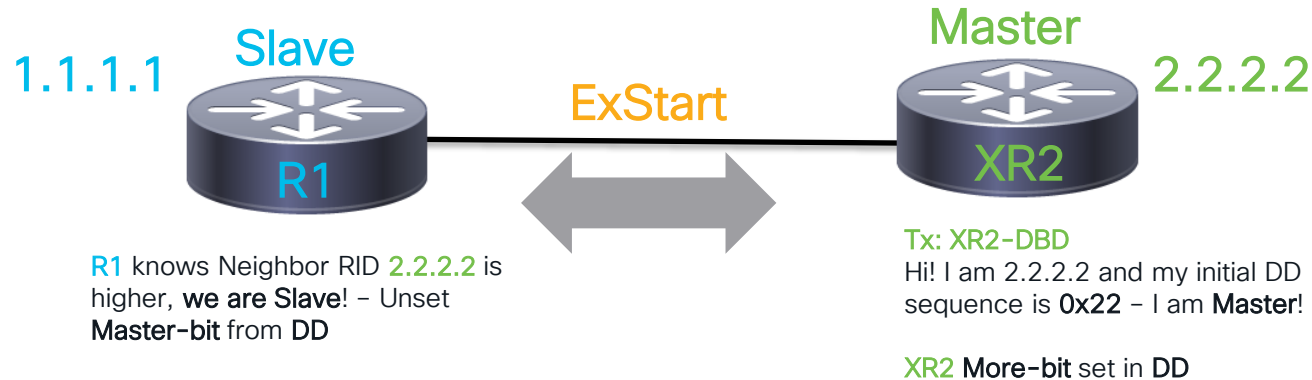 Slave
Master
1.1.1.1
2.2.2.2
ExStart
R1
XR2
R1 knows Neighbor RID 2.2.2.2 is
higher, we are Slave! – Unset
Master-bit from DD
Tx: XR2-DBD
Hi! I am 2.2.2.2 and my initial DD
sequence is 0x22 – I am Master!
XR2 More-bit set in DD